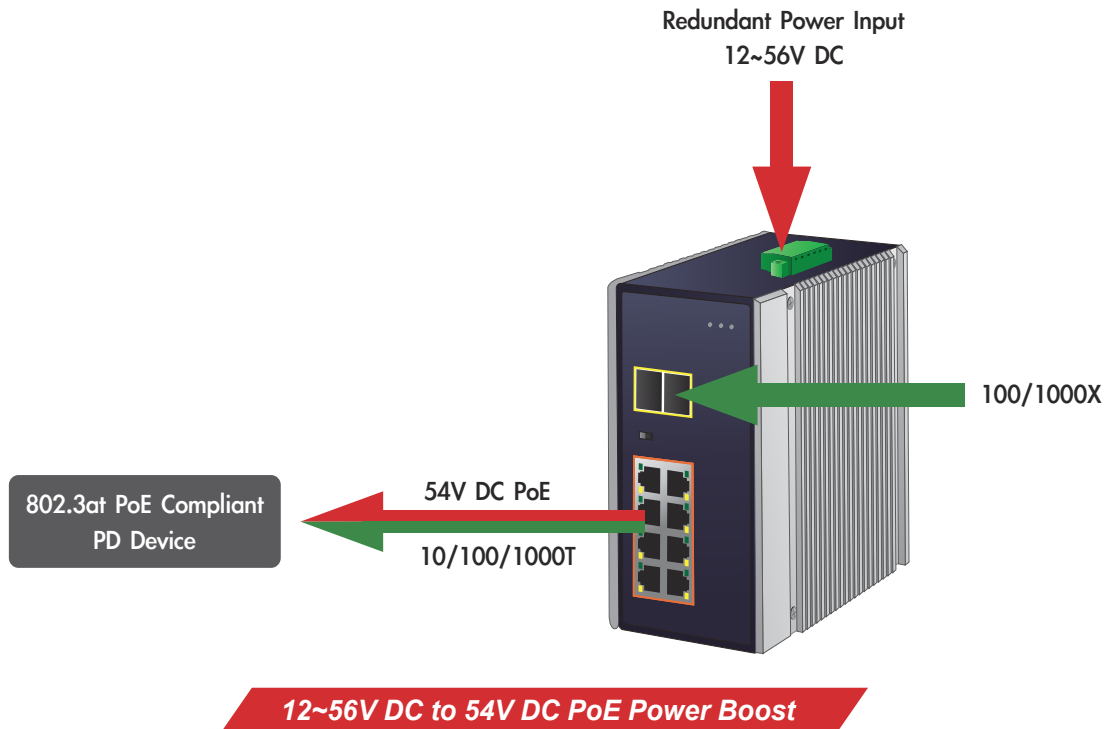 Redundant Power Input
12~56V DC
100/1000X
54V DC PoE
10/100/1000T
802.3at PoE Compliant
PD Device
12~56V DC to 54V DC PoE Power Boost